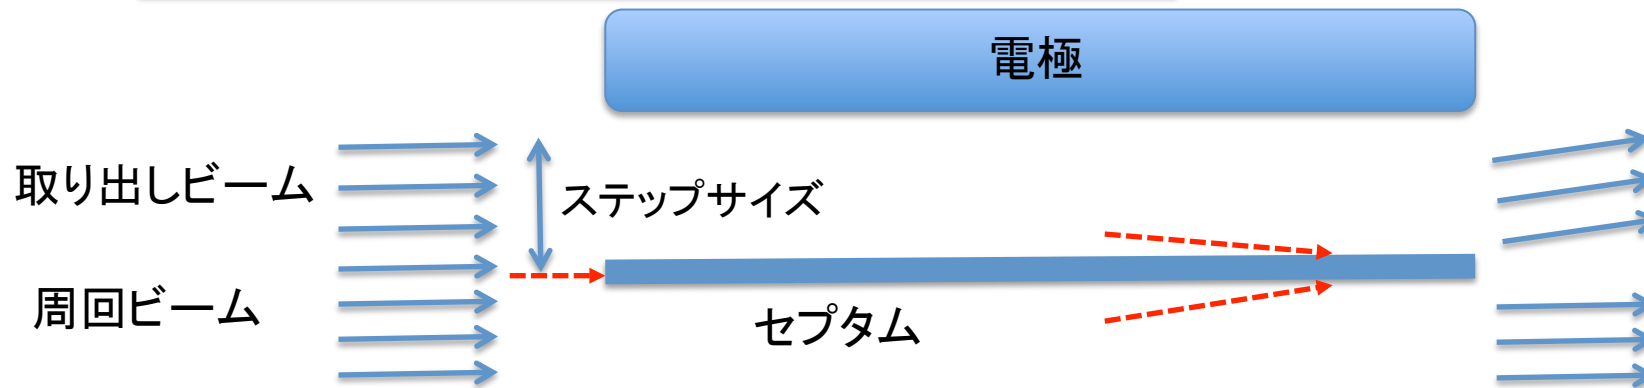 電極
取り出しビーム
ステップサイズ
周回ビーム
セプタム